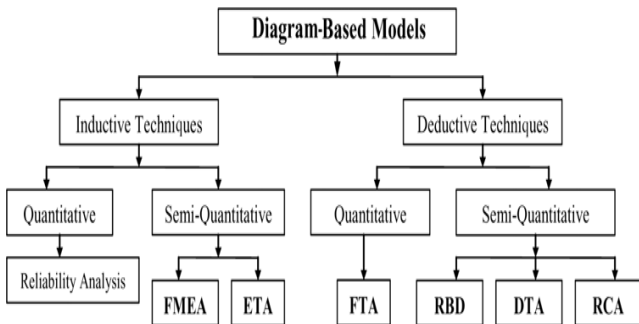 Diagram-Based Models
Inductive Techniques
Deductive Techniques
Quantitative
Semi-Quantitative
Quantitative
Semi-Quantitative
Reliability Analysis
FMEA
ETA
FTA
RBD
DTA
RCA